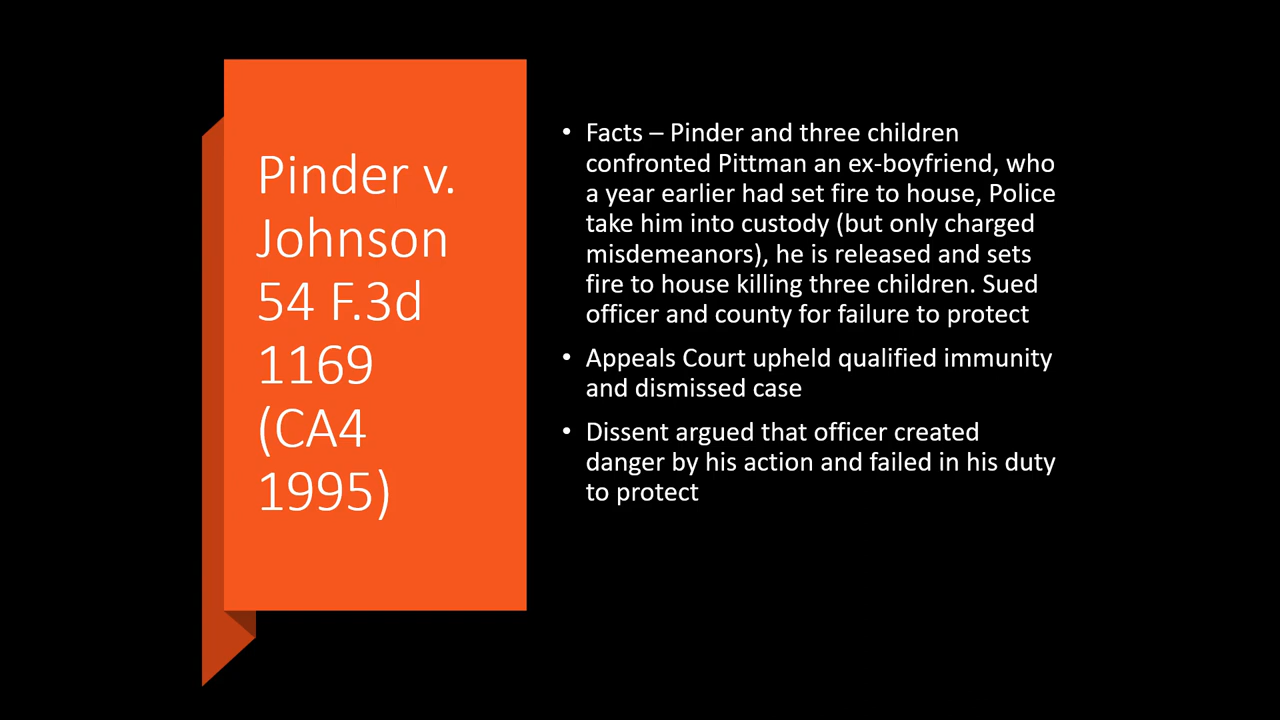 Pinder v.
Johnson
54 F.3d
1169
(CA4
1995)
• Facts – Pinder and three children
confronted Pittman an ex-boyfriend, who
a year earlier had set fire to house, Police
take him into custody (but only charged
misdemeanors), he is released and sets
fire to house killing three children. Sued
officer and county for failure to protect
• Appeals Court upheld qualified immunity
and dismissed case
• Dissent argued that officer created
danger by his action and failed in his duty
to protect